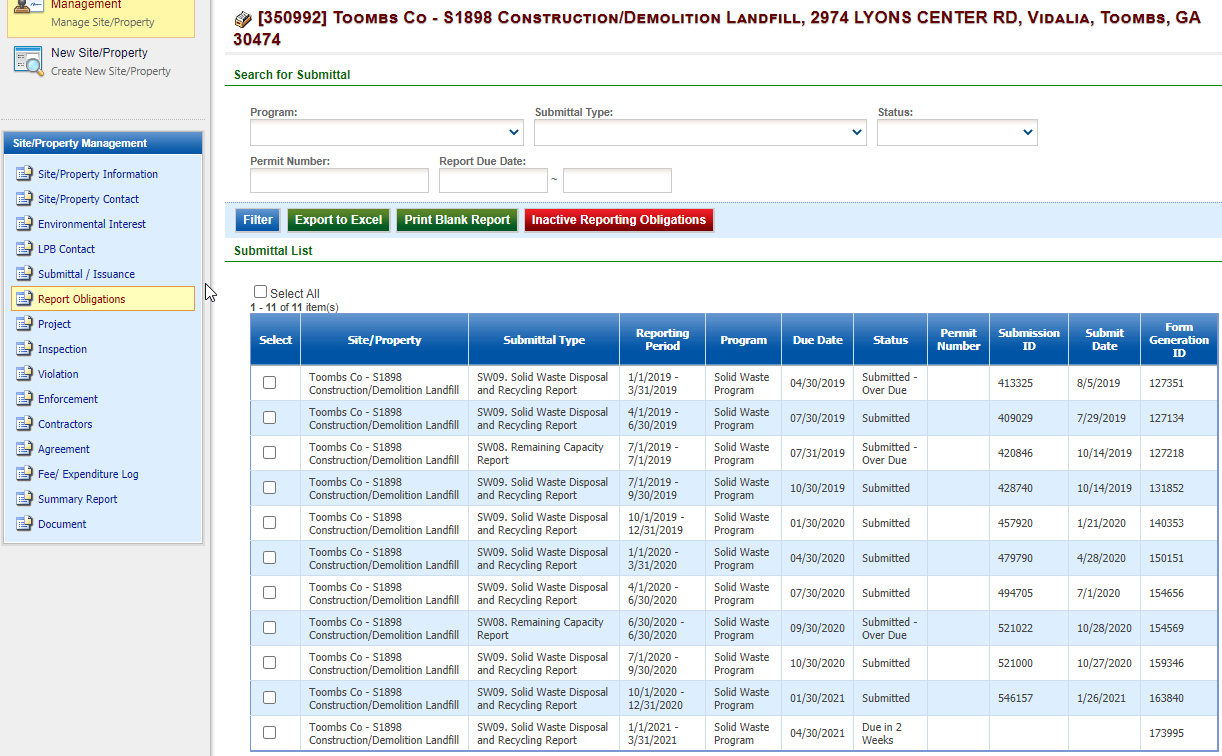 Management
Manage Site/Property
New Site/Property
Create New Site/Property
Site/Property Management
Site/Property Information
Site/Property Contact
Environmental Interest
LPB Contact
Submittal / Issuance
Report Obligations
Project
Inspection
Violation
Enforcement
Contractors
Agreement
Fee/ Expenditure Log
Summary Report
Document
[350992] Toombs Co - S1898 Construction/Demolition Landfill, 2974 LYONS CENTER RD, Vidalia, Toombs, GA
30474
Search for Submittal
Program: Submittal Type: Status:
Permit Number: Report Due Date:
~
Filter Export to Excel Print Blank Report Inactive Reporting Obligations
Submittal List
Select All
1 - 11 of 11 item(s)
Select Site/Property Submittal Type Reporting Period Program Due Date Status Permit Number Submission ID Submit Date Form Generation ID
Toombs Co - S1898 SW09. Solid Waste Disposal 1/1/2019 - Solid Waste Submitted -
Construction/Demolition Landfill and Recycling Report 3/31/2019 Program 04/30/2019 Over Due 413325 8/5/2019 127351
Toombs Co - S1898 SW09. Solid Waste Disposal 4/1/2019 - Solid Waste
Construction/Demolition Landfill and Recycling Report 6/30/2019 Program 07/30/2019 Submitted 409029 7/29/2019 127134
Toombs Co - S1898 SW08. Remaining Capacity 7/1/2019 - Solid Waste Submitted -
Construction/Demolition Landfill Report 7/1/2019 Program 07/31/2019 Over Due 420846 10/14/2019 127218
Toombs Co - S1898 SW09. Solid Waste Disposal 7/1/2019 - Solid Waste
Construction/Demolition Landfill and Recycling Report 9/30/2019 Program 10/30/2019 Submitted 428740 10/14/2019 131852
Toombs Co - S1898 SW09. Solid Waste Disposal 10/1/2019 - Solid Waste
Construction/Demolition Landfill and Recycling Report 12/31/2019 Program 01/30/2020 Submitted 457920 1/21/2020 140353
Toombs Co - S1898 SW09. Solid Waste Disposal 1/1/2020 - Solid Waste
Construction/Demolition Landfill and Recycling Report 3/31/2020 Program 04/30/2020 Submitted 479790 4/28/2020 150151
Toombs Co - S1898 SW09. Solid Waste Disposal 4/1/2020 - Solid Waste
Construction/Demolition Landfill and Recycling Report 6/30/2020 Program 07/30/2020 Submitted 494705 7/1/2020 154656
Toombs Co - S1898 SW08. Remaining Capacity 6/30/2020 - Solid Waste Submitted -
Construction/Demolition Landfill Report 6/30/2020 Program 09/30/2020 Over Due 521022 10/28/2020 154569
Toombs Co - S1898 SW09. Solid Waste Disposal 7/1/2020 - Solid Waste
Construction/Demolition Landfill and Recycling Report 9/30/2020 Program 10/30/2020 Submitted 521000 10/27/2020 159346
Toombs Co - S1898 SW09. Solid Waste Disposal 10/1/2020 - Solid Waste
Construction/Demolition Landfill and Recycling Report 12/31/2020 Program 01/30/2021 Submitted 546157 1/26/2021 163840
Toombs Co - S1898 SW09. Solid Waste Disposal 1/1/2021 - Solid Waste Due in 2
Construction/Demolition Landfill and Recycling Report 3/31/2021 Program 04/30/2021 Weeks 173995